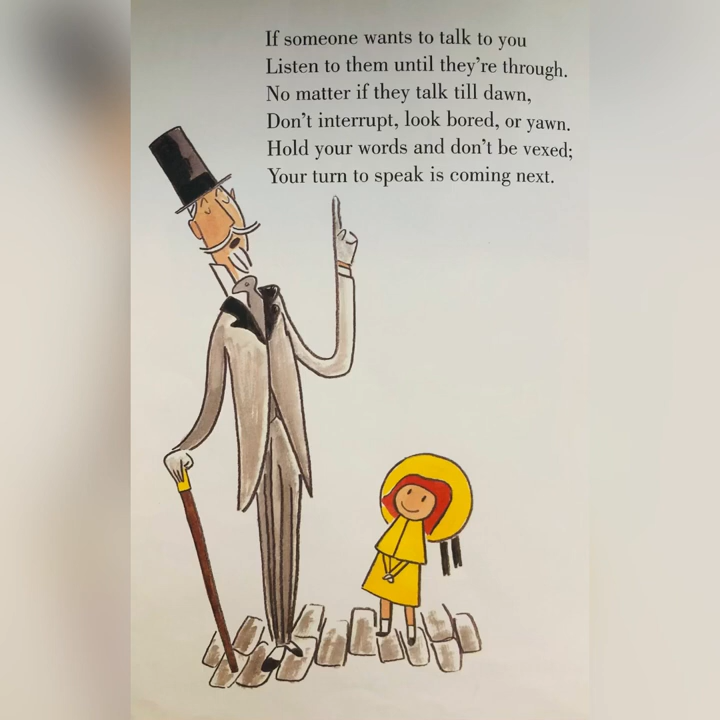 If someone wants to talk to you
Listen to them until they're through.
No matter if they talk till dawn,
Don't interrupt, look bored, or yawn.
Hold your words and don't be vexed;
Your turn to speak is coming next.